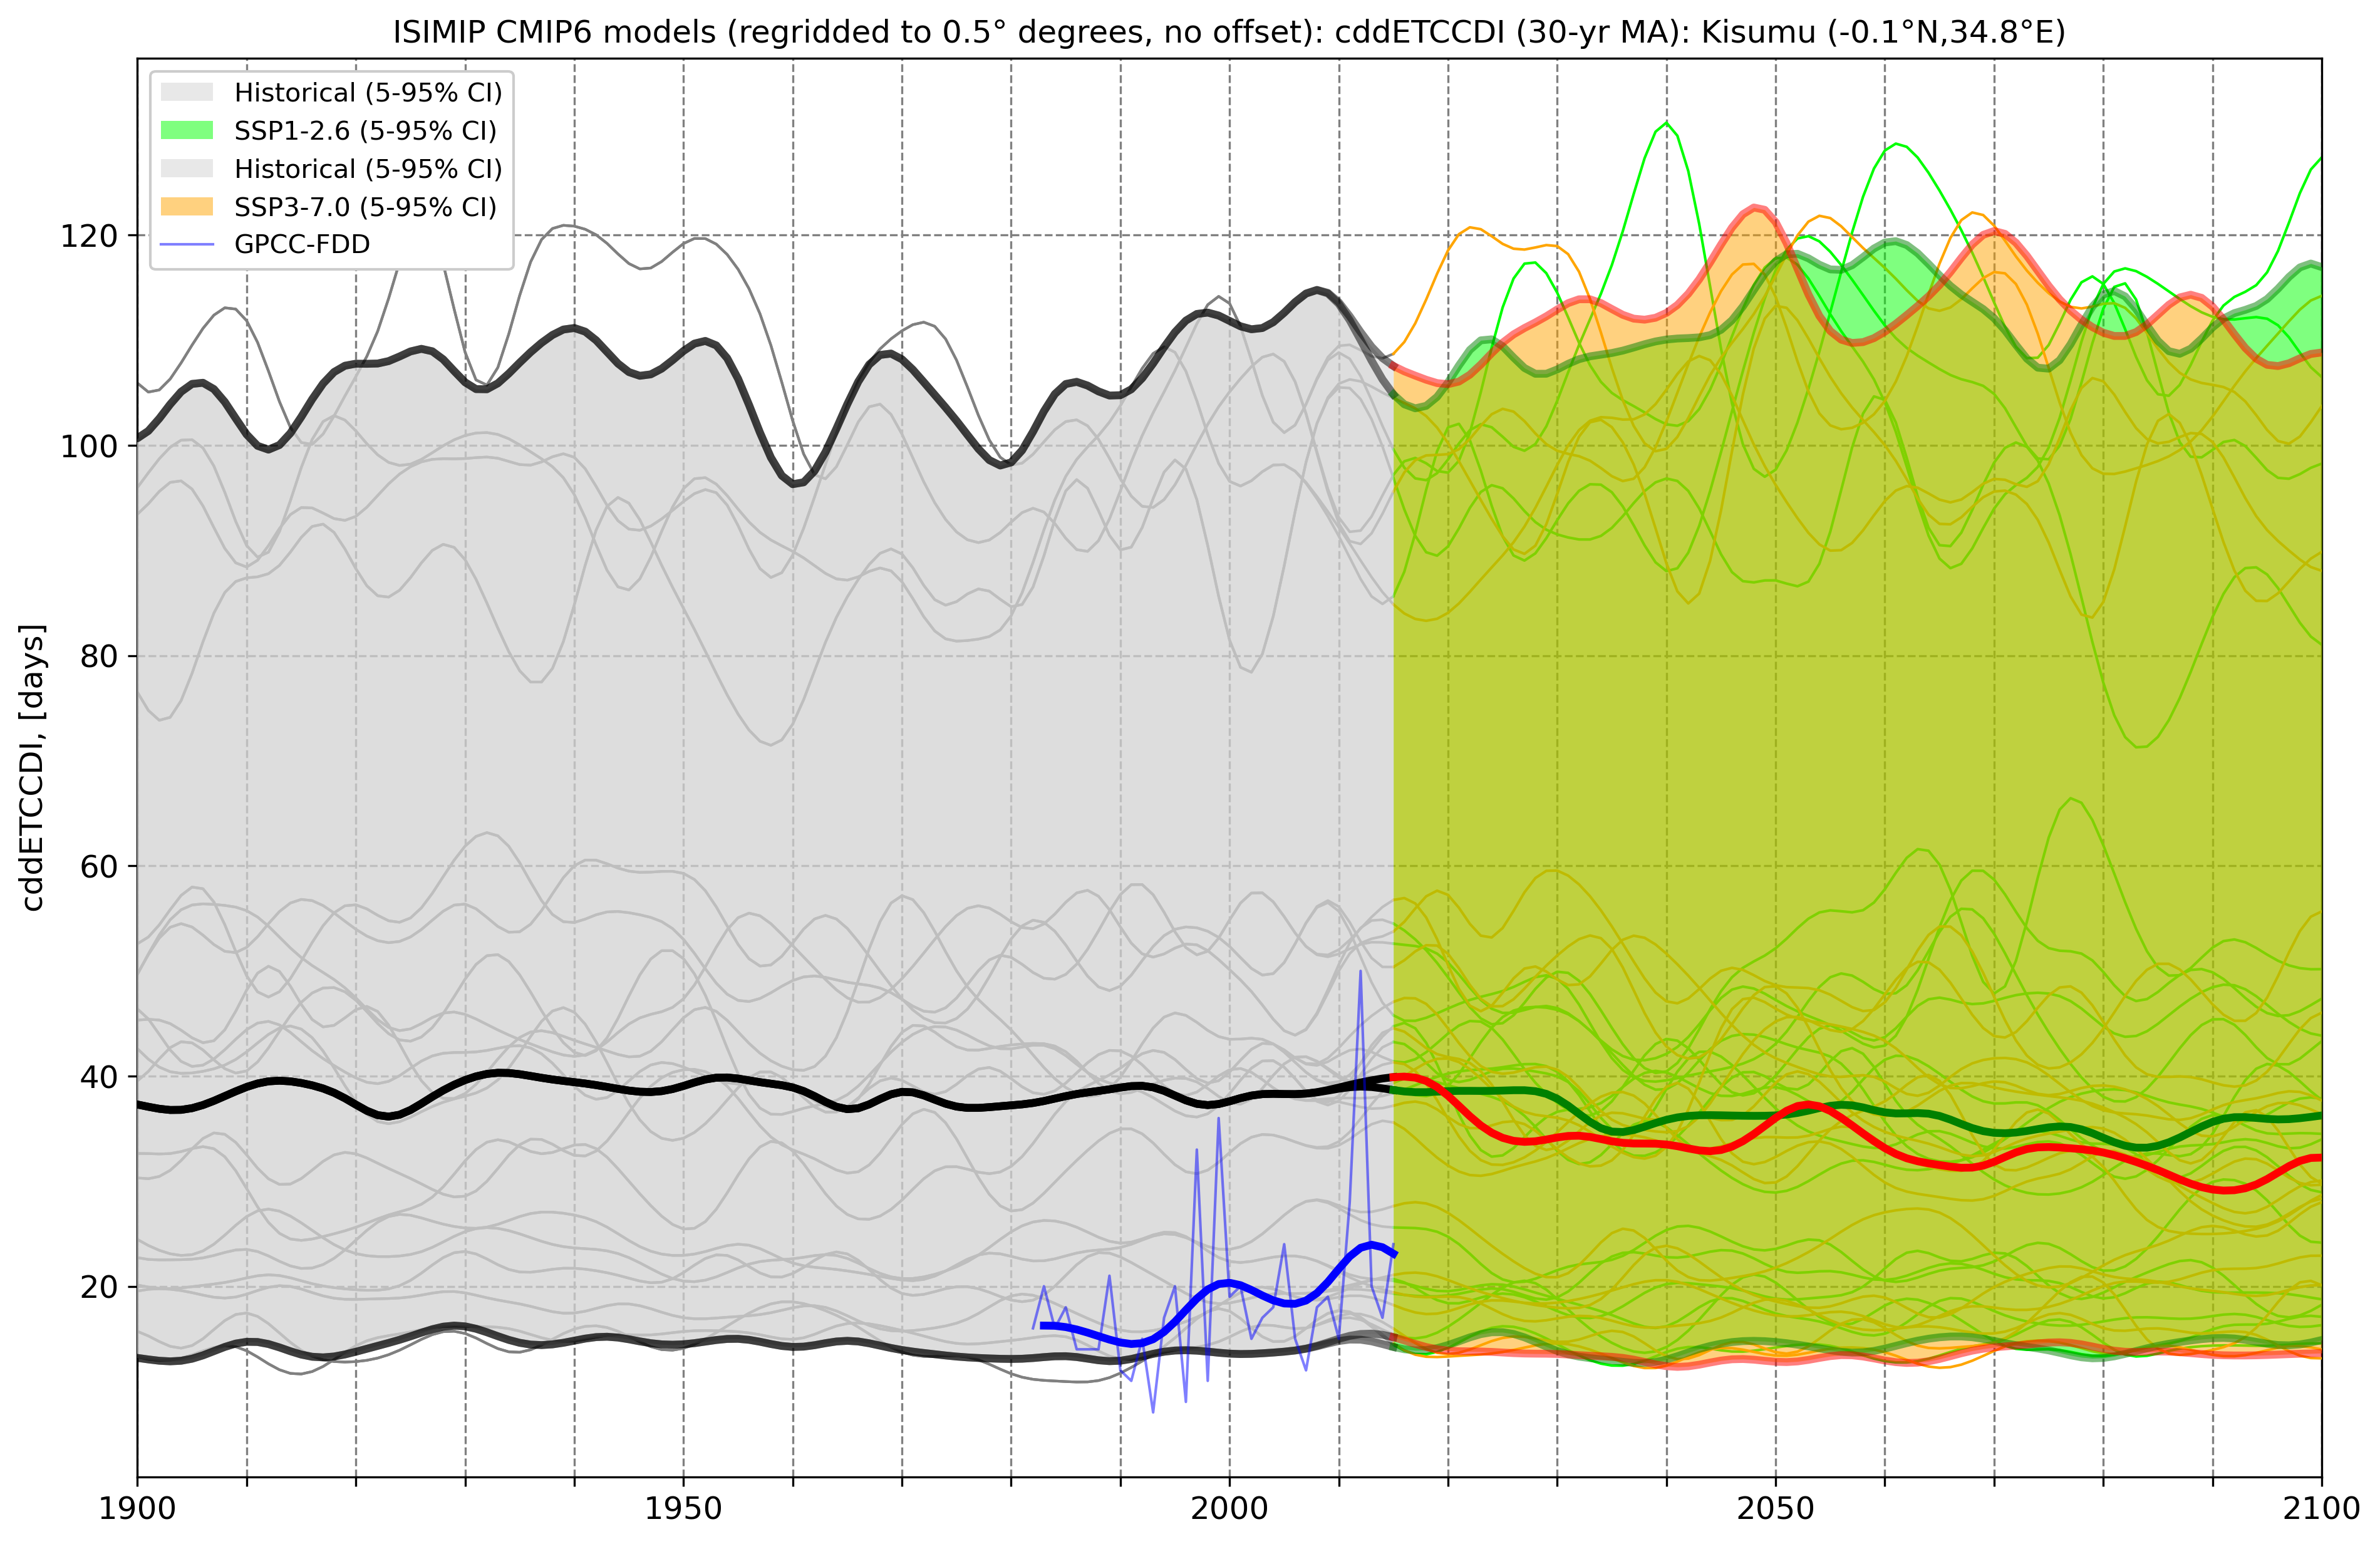 ISIMIP CMIP6 models (regridded to 0.5° degrees, no offset): cddETCCDI (30-yr MA): Kisumu (-0.1°N,34.8°E)
Historical (5-95% CI)
SSP1-2.6 (5-95% CI)
Historical (5-95% CI)
SSP3-7.0 (5-95% CI)
GPCC-FDD
cddETCCDI, [days]
120
100
80
60
40
20
1900
1950
2000
2050
2100